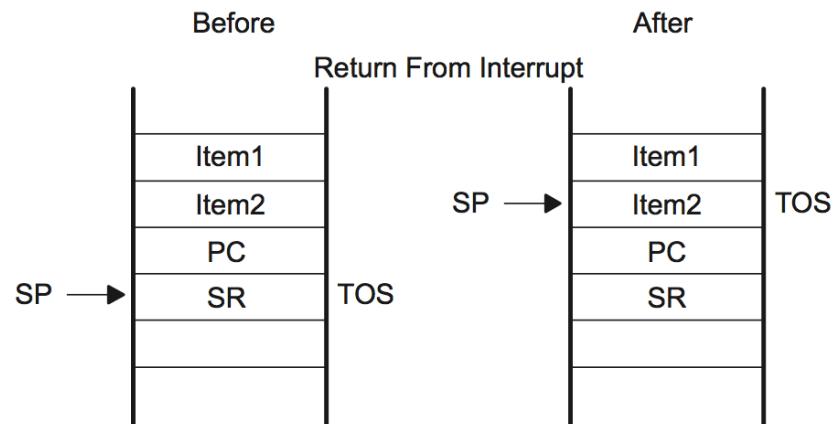 Before After
Return From Interrupt
Item1 Item1
Item2 SP Item2 TOS
PC PC
SP SR TOS SR